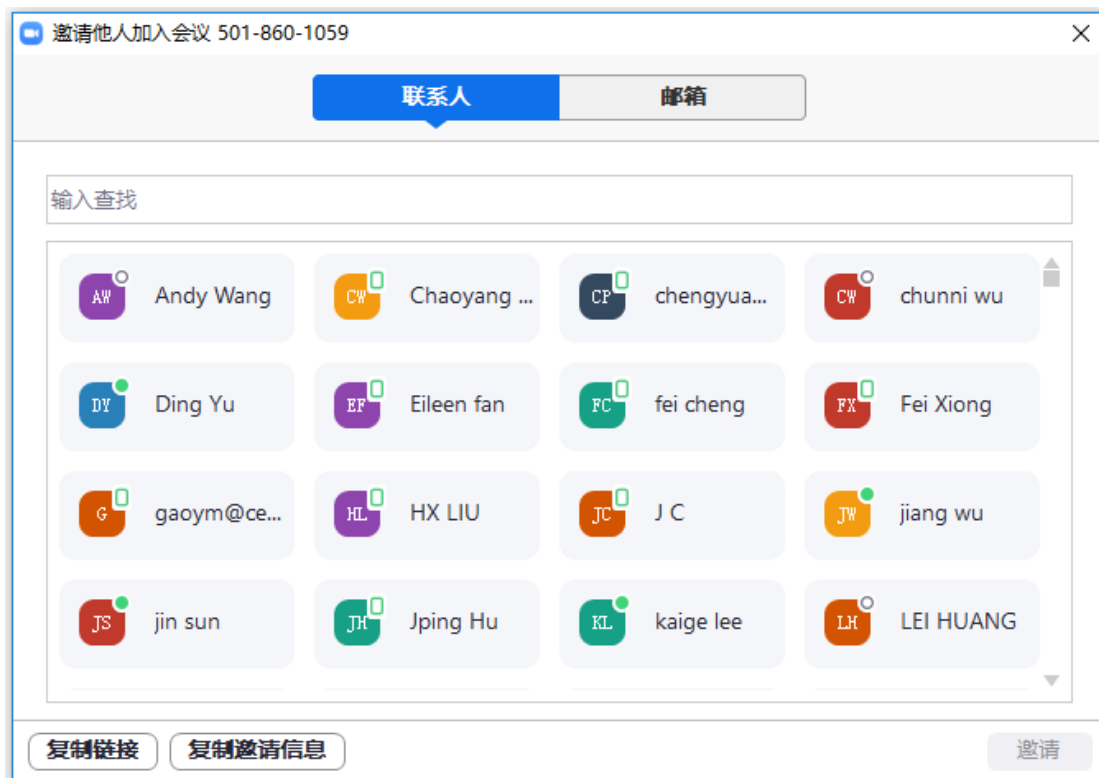 邀请他人加入会议 501-860-1059
联系人 邮箱
输入查找
AW Andy Wang CW Chaoyang ... CP chengyua... CW chunni wu
DY Ding Yu EF Eileen fan FC fei cheng FX Fei Xiong
G gaoym@ce... HL HX LIU JC J C JW jiang wu
JS jin sun JH Jping Hu KL kaige lee LH LEI HUANG
复制链接 复制邀请信息 邀请